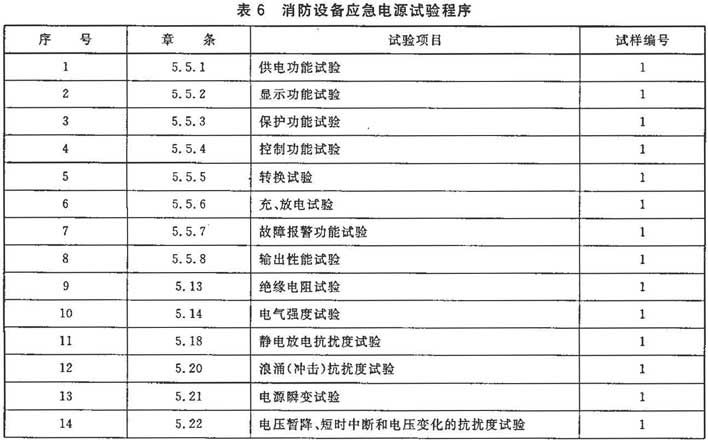 表 6 消防设备应急电源试验程序
序 号 章 条 试验项目 试样编号
1 5.5.1 供电功能试验 1
2 5.5.2 显示功能试验 1
3 5.5.3 保护功能试验 1
4 5.5.4 控制功能试验 1
5 5.5.5 转换试验 1
6 5.5.6 充、放电试验 1
7 5.5.7 故障报警功能试验 1
8 5.5.8 输出性能试验 1
9 5.13 绝缘电阻试验 1
10 5.14 电气强度试验 1
11 5.18 静电放电抗扰度试验 1
12 5.20 浪涌(冲击)抗扰度试验 1
13 5.21 电源瞬变试验 1
14 5.22 电压暂降、短时中断和电压变化的抗扰度试验 1